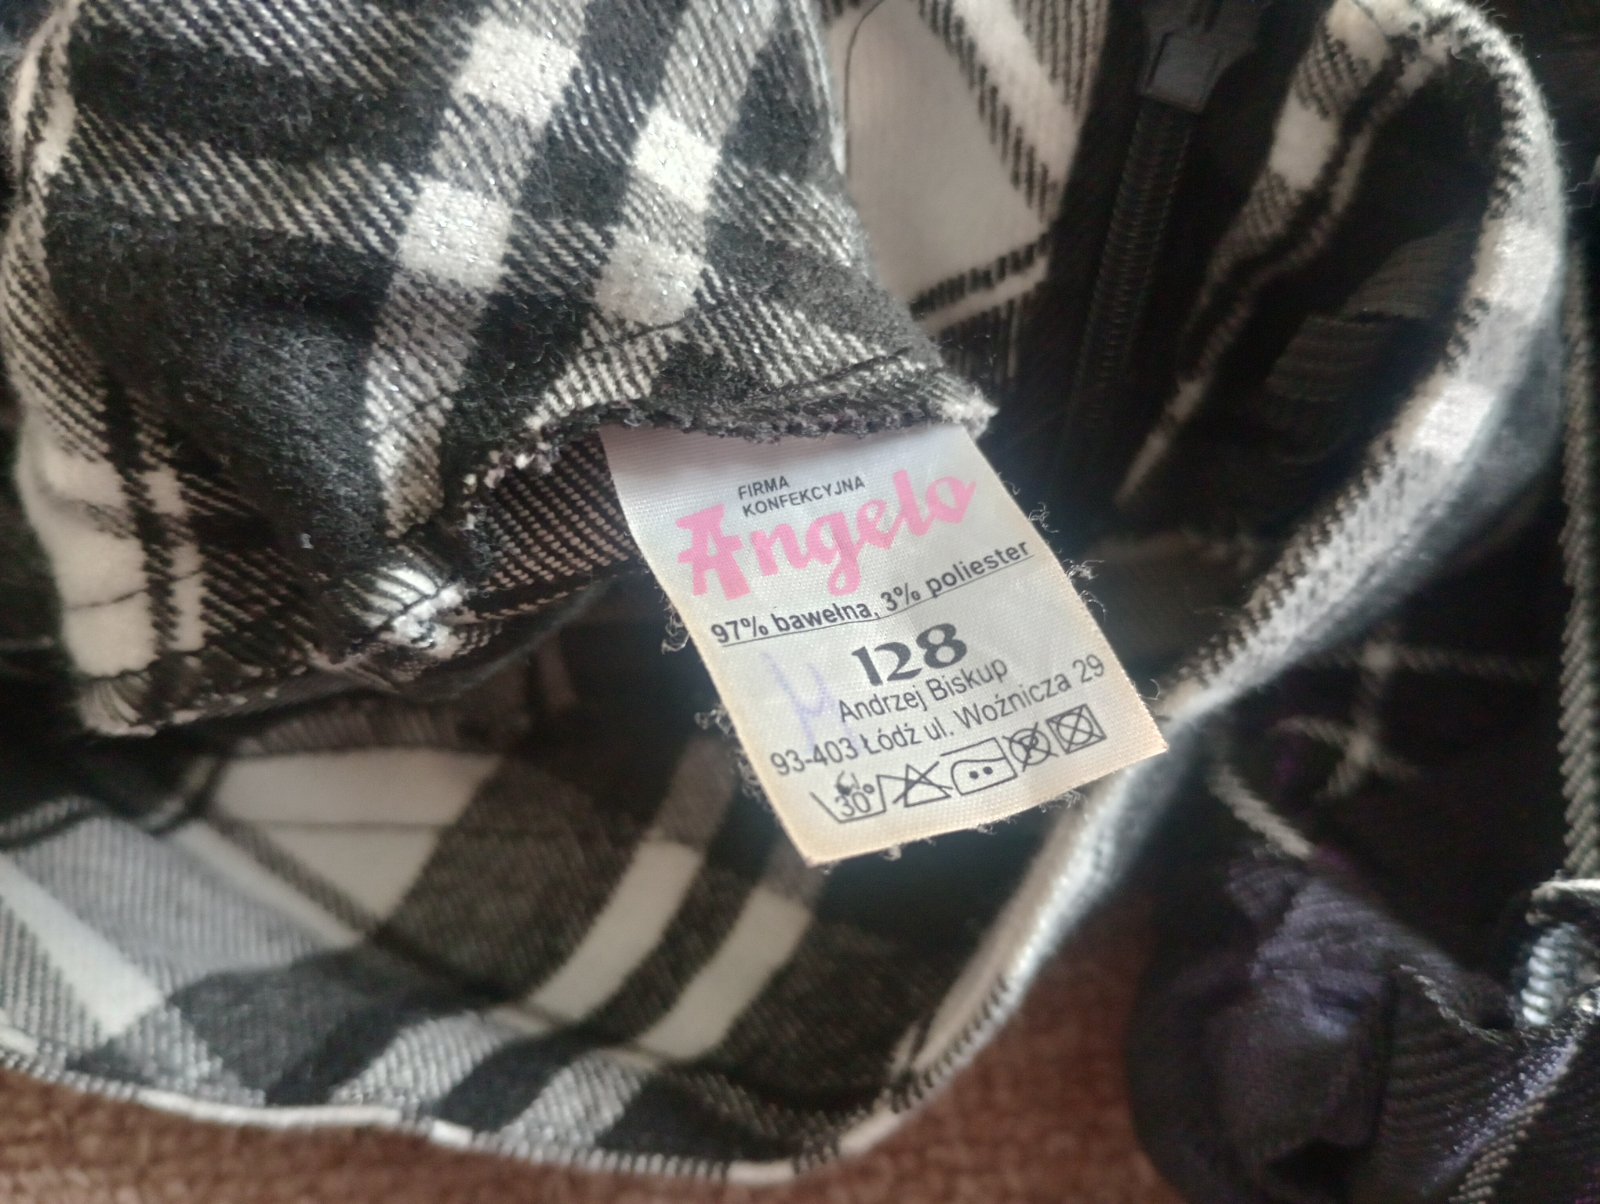 FIRMA
KONFEKCYJNA
Angelo
97% bawełna, 3% poliester
128
Andrzej Biskup
93-403 Łódź ul. Woźnicza 29
30°
P